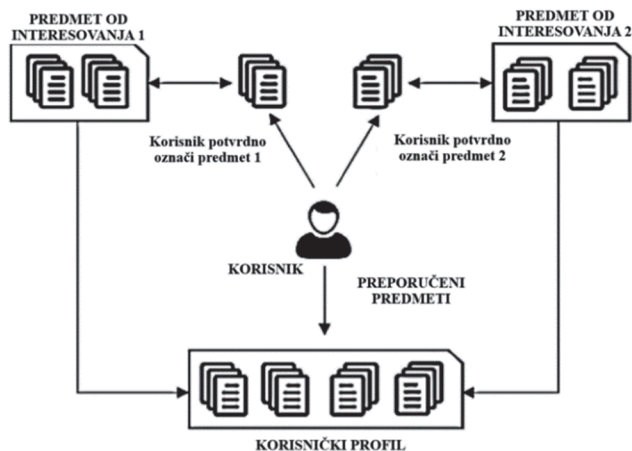 PREDMET OD
INTERESOVANJA 1
PREDMET OD
INTERESOVANJA 2
Korisnik potvrdno
označi predmet 1
Korisnik potvrdno
označi predmet 2
KORISNIK
PREPORUČENI
PREDMETI
KORISNIČKI PROFIL